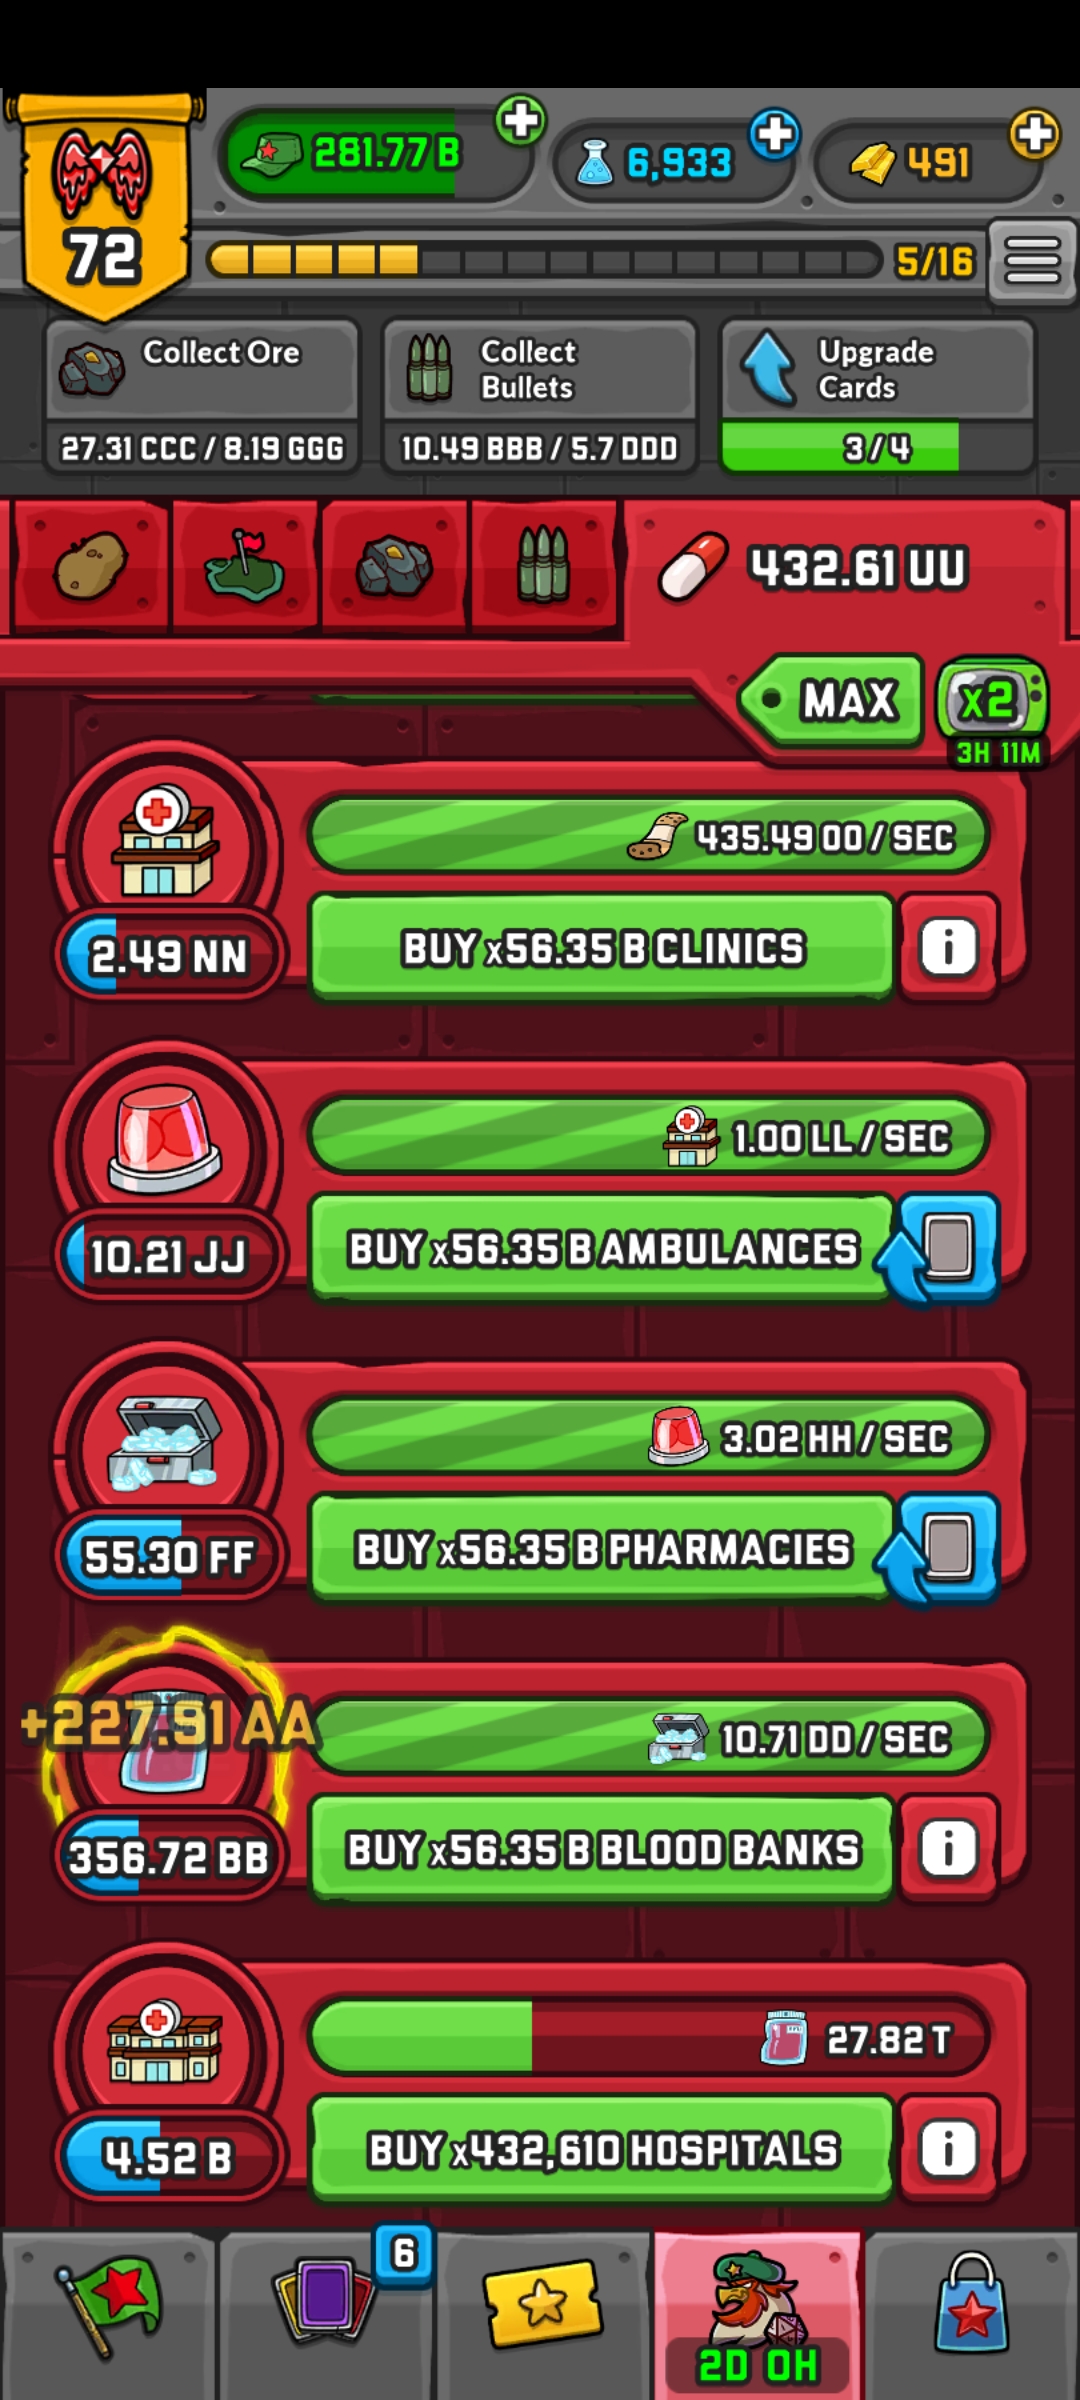 281.77 B
6,933
491
72
5/16
Collect Ore
27.31 CCC / 8.19 GGG
Collect
Bullets
10.49 BBB / 5.7 DDD
Upgrade
Cards
3/4
432.61 UU
MAX
x2
3H 11M
435.49 OO / SEC
2.49 NN
BUY x56.35 B CLINICS
i
1.00 LL / SEC
10.21 JJ
BUY x56.35 B AMBULANCES
3.02 HH / SEC
55.30 FF
BUY x56.35 B PHARMACIES
+227.91 AA
10.71 DD / SEC
356.72 BB
BUY x56.35 B BLOOD BANKS
i
27.82 T
4.52 B
BUY x432,610 HOSPITALS
i
6
2D 0H